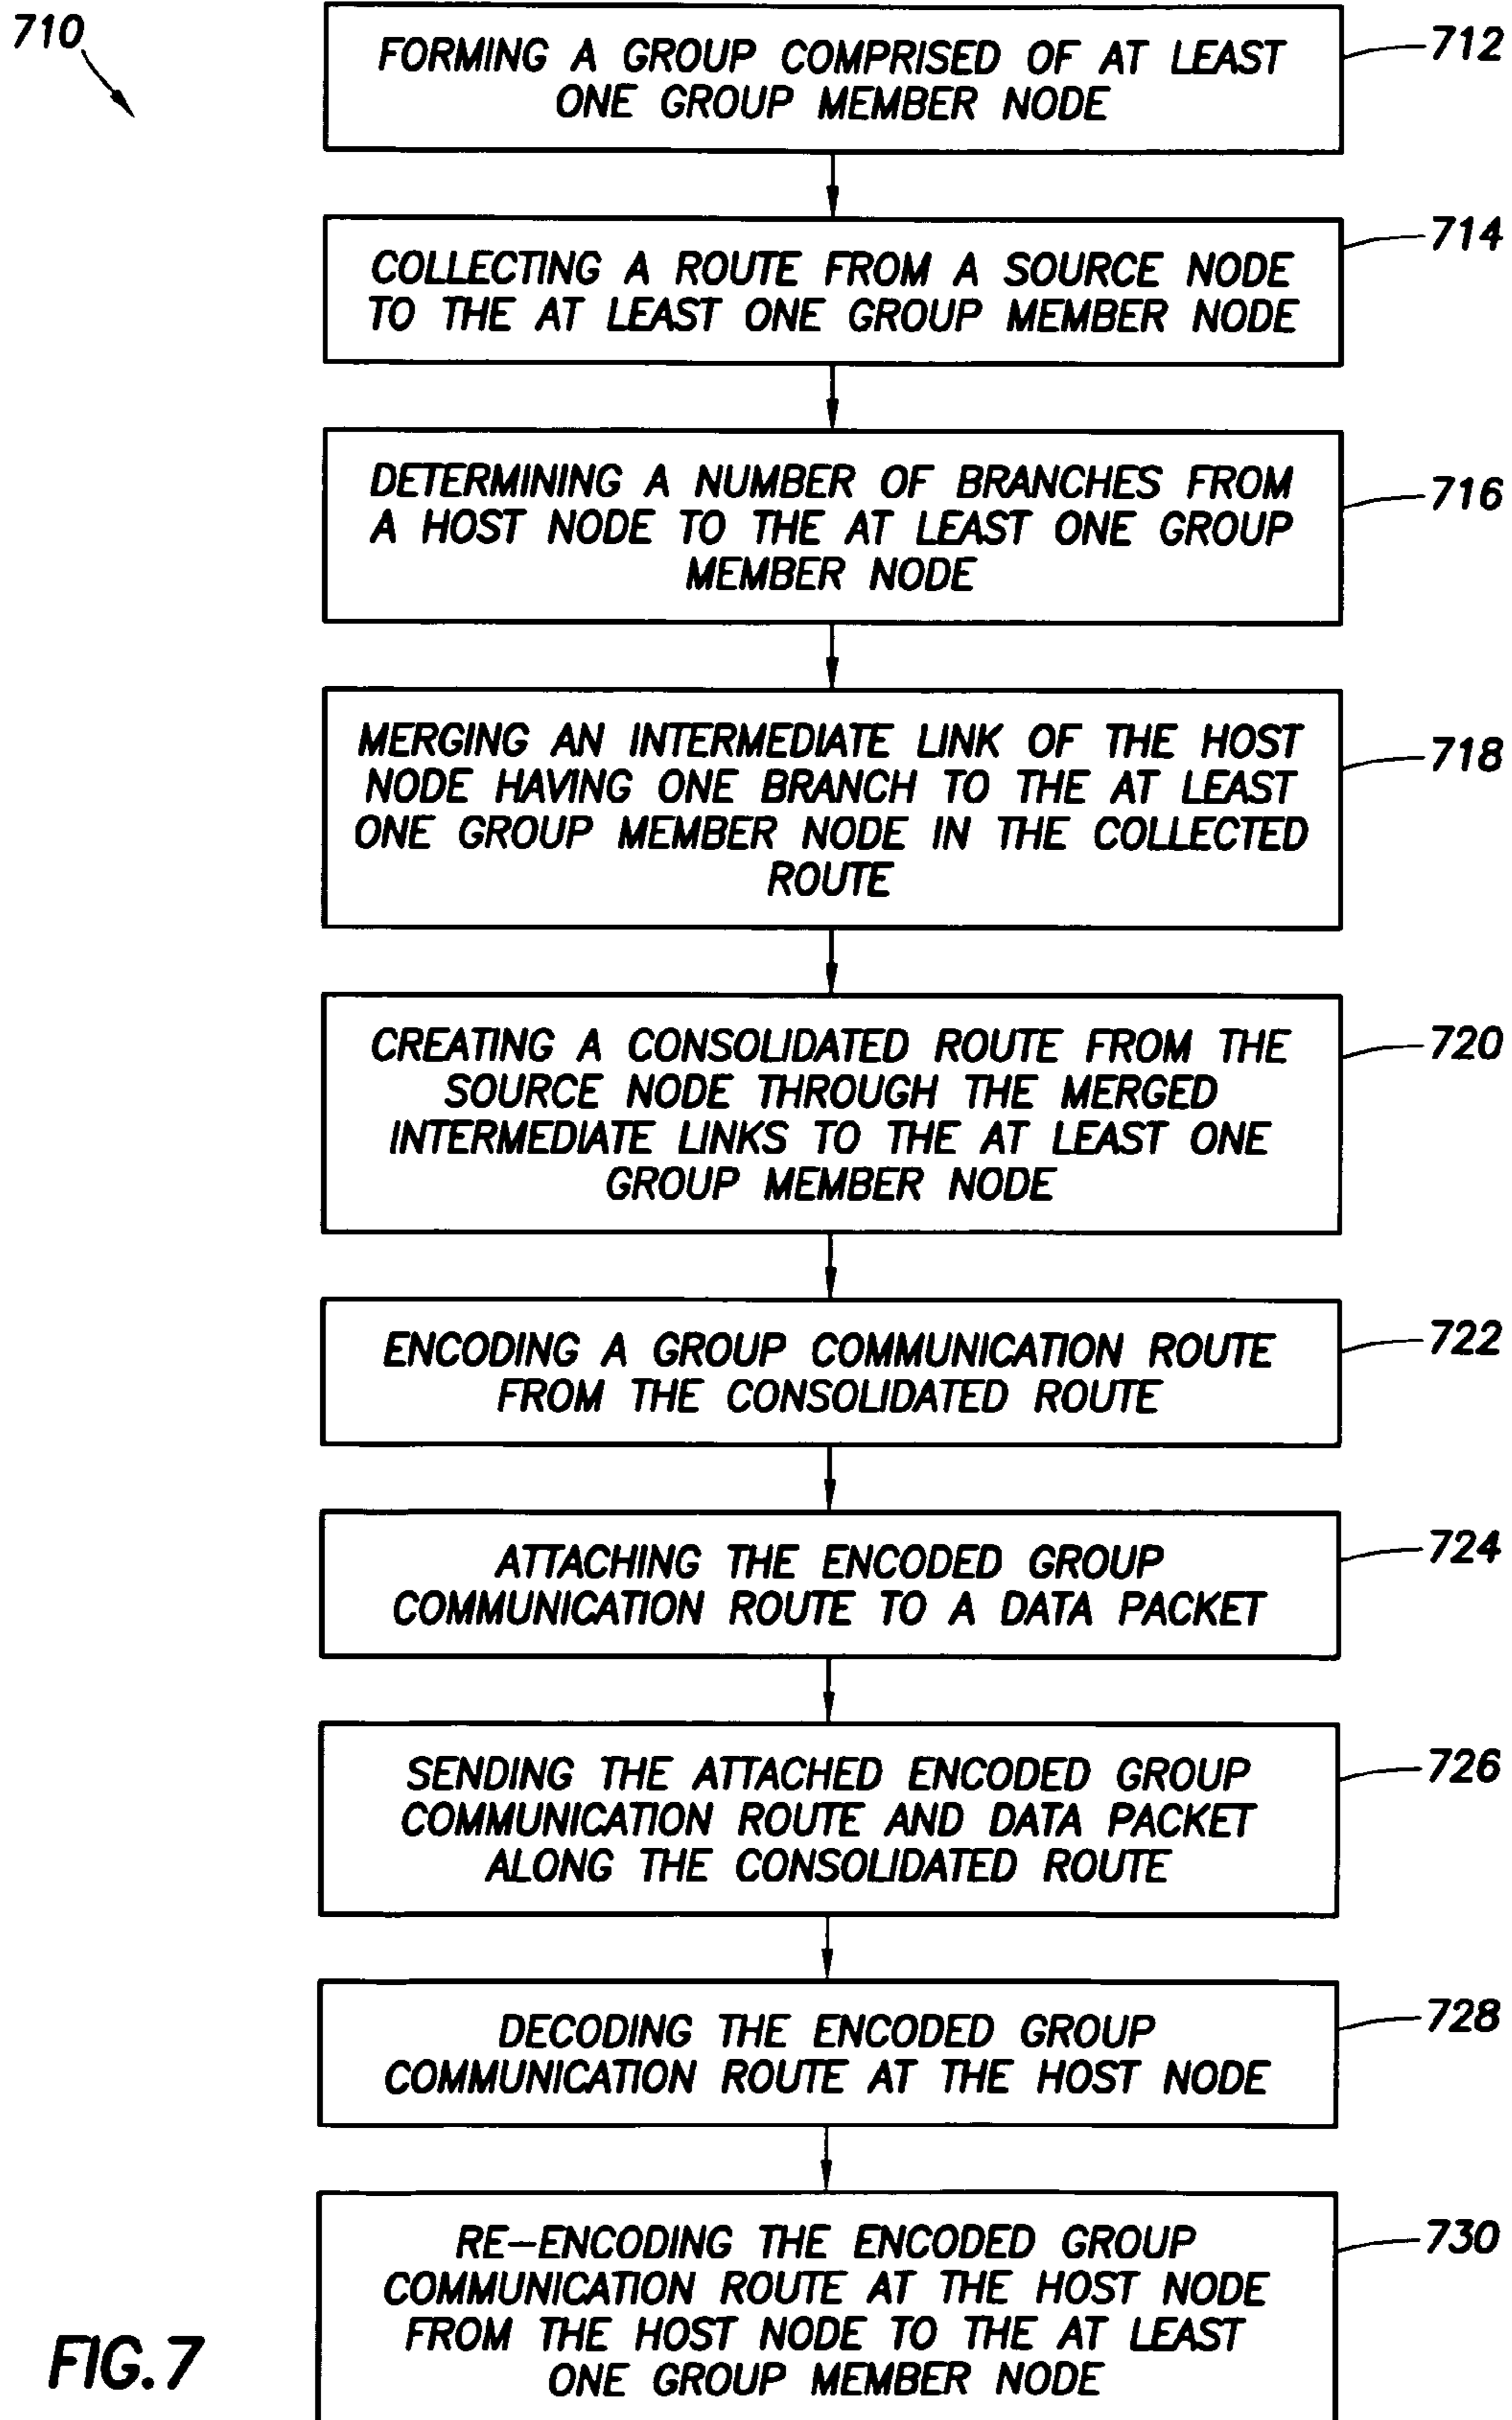 710
FORMING A GROUP COMPRISED OF AT LEAST
ONE GROUP MEMBER NODE
712
COLLECTING A ROUTE FROM A SOURCE NODE
TO THE AT LEAST ONE GROUP MEMBER NODE
714
DETERMINING A NUMBER OF BRANCHES FROM
A HOST NODE TO THE AT LEAST ONE GROUP
MEMBER NODE
716
MERGING AN INTERMEDIATE LINK OF THE HOST
NODE HAVING ONE BRANCH TO THE AT LEAST
ONE GROUP MEMBER NODE IN THE COLLECTED
ROUTE
718
CREATING A CONSOLIDATED ROUTE FROM THE
SOURCE NODE THROUGH THE MERGED
INTERMEDIATE LINKS TO THE AT LEAST ONE
GROUP MEMBER NODE
720
ENCODING A GROUP COMMUNICATION ROUTE
FROM THE CONSOLIDATED ROUTE
722
ATTACHING THE ENCODED GROUP
COMMUNICATION ROUTE TO A DATA PACKET
724
SENDING THE ATTACHED ENCODED GROUP
COMMUNICATION ROUTE AND DATA PACKET
ALONG THE CONSOLIDATED ROUTE
726
DECODING THE ENCODED GROUP
COMMUNICATION ROUTE AT THE HOST NODE
728
RE-ENCODING THE ENCODED GROUP
COMMUNICATION ROUTE AT THE HOST NODE
FROM THE HOST NODE TO THE AT LEAST
ONE GROUP MEMBER NODE
730
FIG.7